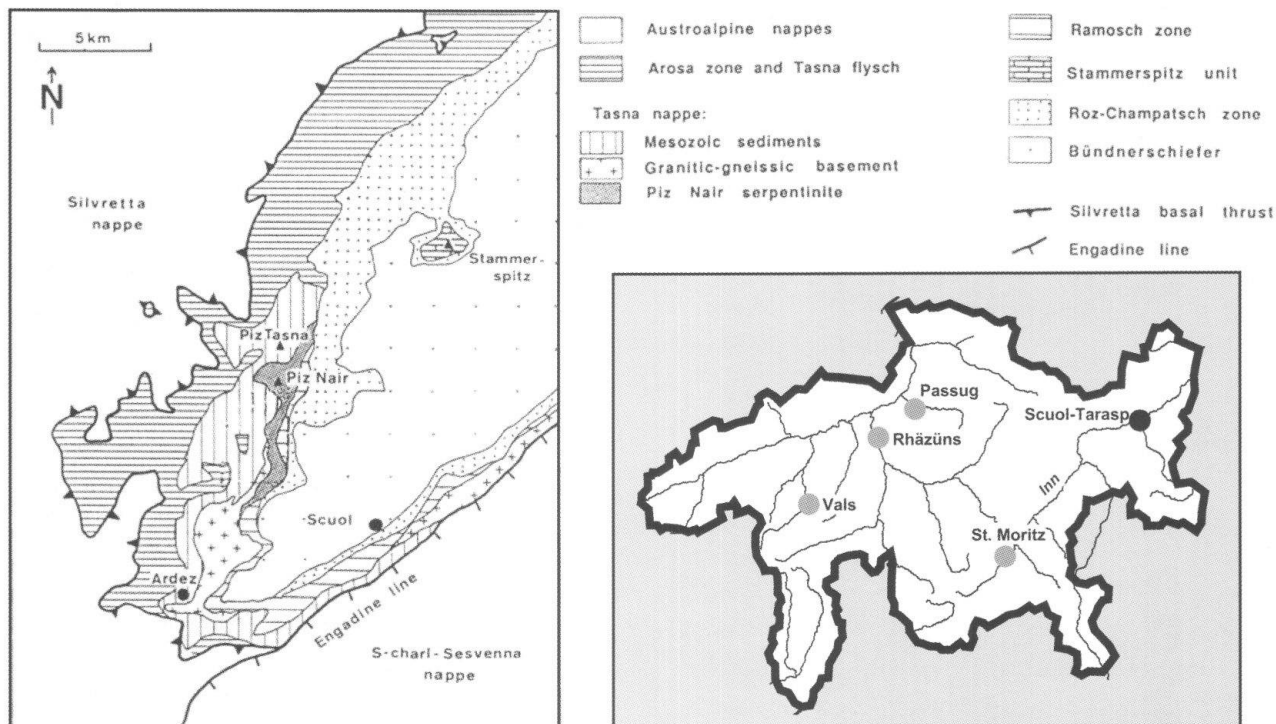 5 km
N
Silvretta
nappe
Stammer-
spitz
Piz Tasna
Piz Nair
Scuol
Ardez
Engadine line
S-charl-Sesvenna
nappe
Austroalpine nappes
Arosa zone and Tasna flysch
Tasna nappe:
Mesozoic sediments
Granitic-gneissic basement
Piz Nair serpentinite
Ramosch zone
Stammerspitz unit
Roz-Champatsch zone
Bündnerschiefer
Silvretta basal thrust
Engadine line
Passug
Scuol-Tarasp
Rhäzüns
Inn
Vals
St. Moritz